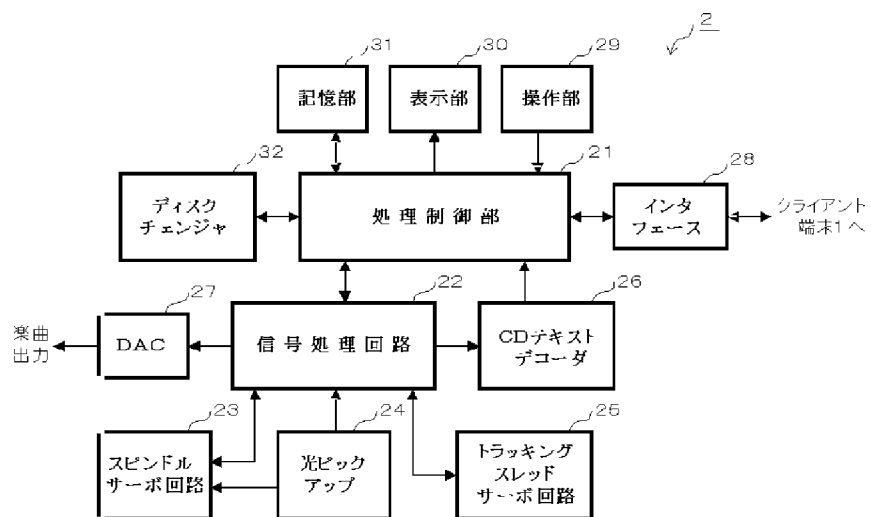 2
31
30
29
記憶部
表示部
操作部
32
21
28
ディスク
チェンジャ
処理制御部
インタ
フェース
クライアント
端末1へ
27
22
26
楽曲
出力
DAC
信号処理回路
CDテキスト
デコーダ
23
24
25
スピンドル
サーボ回路
光ピック
アップ
トラッキング
スレッド
サーボ回路